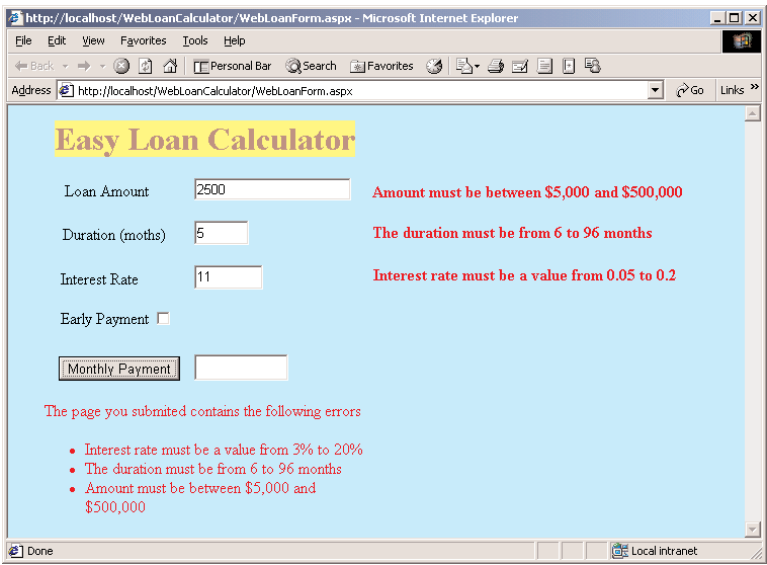 http://localhost/WebLoanCalculator/WebLoanForm.aspx - Microsoft Internet Explorer
File Edit View Favorites Tools Help
Back Personal Bar Search Favorites
Address http://localhost/WebLoanCalculator/WebLoanForm.aspx Go Links »
Easy Loan Calculator
Loan Amount 2500 Amount must be between $5,000 and $500,000
Duration (moths) 5 The duration must be from 6 to 96 months
Interest Rate 11 Interest rate must be a value from 0.05 to 0.2
Early Payment
Monthly Payment
The page you submited contains the following errors
• Interest rate must be a value from 3% to 20%
• The duration must be from 6 to 96 months
• Amount must be between $5,000 and
$500,000
Done Local intranet